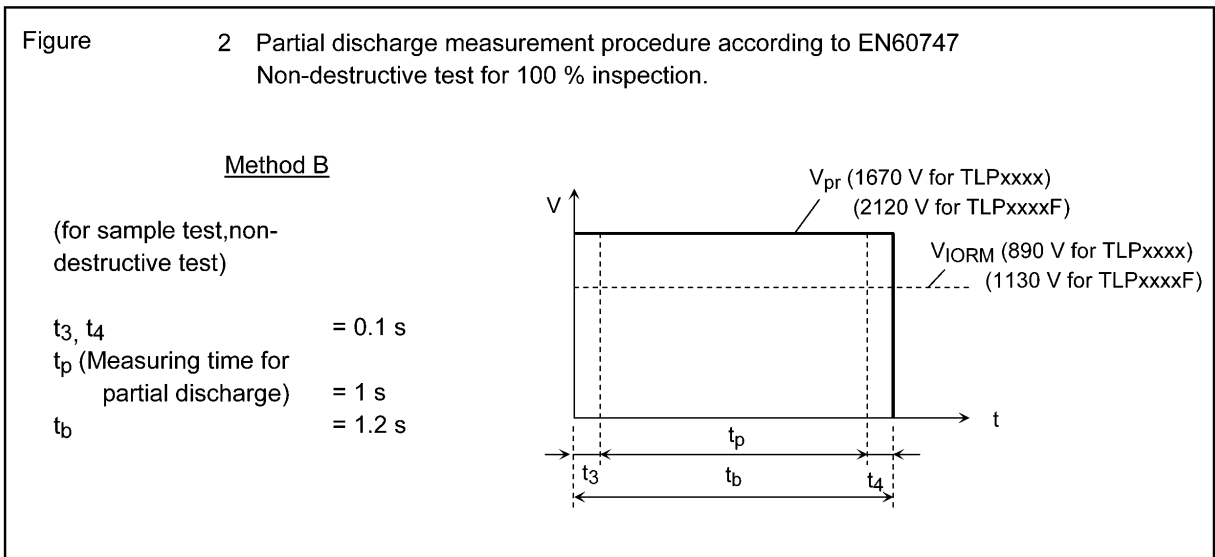 Figure 2 Partial discharge measurement procedure according to EN60747
Non-destructive test for 100 % inspection.
Method B
(for sample test,non-
destructive test)
t3, t4 = 0.1 s
tp (Measuring time for
partial discharge) = 1 s
tb = 1.2 s
V
Vpr (1670 V for TLPxxxx)
(2120 V for TLPxxxxF)
VIORM (890 V for TLPxxxx)
(1130 V for TLPxxxxF)
t
tp
t3
tb
t4